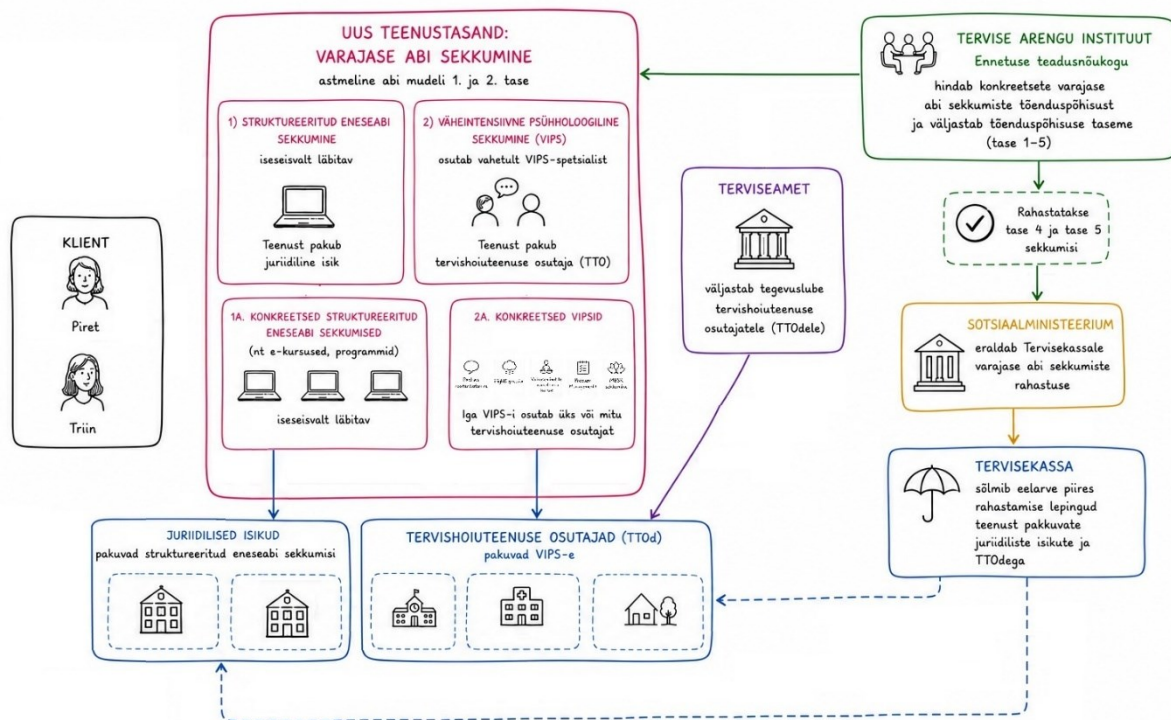 UUS TEENUSTASAND:
VARAJASE ABI SEKKUMINE
astmeline abi mudeli 1. ja 2. tase
1) STRUKTUREERITUD ENESEABI
SEKKUMINE
iseseisvalt läbitav
Teenust pakub
juriidiline isik
2) VÄHEINTENSIIVNE PSÜHHOLOOGILINE
SEKKUMINE (VIPS)
osutab vahetult VIPS-spetsialist
Teenust pakub
tervishoiuteenuse osutaja (TTO)
1A. KONKREETSED STRUKTUREERITUD
ENESEABI SEKKUMISED
(nt e-kursused, programmid)
iseseisvalt läbitav
2A. KONKREETSED VIPSID
Iga VIPS-i osutab üks või mitu
tervishoiuteenuse osutajat
KLIENT
Piret
Triin
TERVISEAMET
väljastab tegevuslube
tervishoiuteenuse
osutajatele (TTOdele)
TERVISE ARENGU INSTITUUT
Ennetuse teadusnõukogu
hindab konkreetsete varajase
abi sekkumiste tõenduspõhisust
ja väljastab tõenduspõhisuse taseme
(tase 1-5)
Rahastatakse
tase 4 ja tase 5
sekkumisi
SOTSIAALMINISTEERIUM
eraldab Tervisekassale
varajase abi sekkumiste
rahastuse
TERVISEKASSA
sõlmib eelarve piires
rahastamise lepingud
teenust pakkuvate
juriidiliste isikute ja
TTOdega
JURIIDILISED ISIKUD
pakuvad struktureeritud eneseabi sekkumisi
TERVISHOIUTEENUSE OSUTAJAD (TTOd)
pakuvad VIPS-e